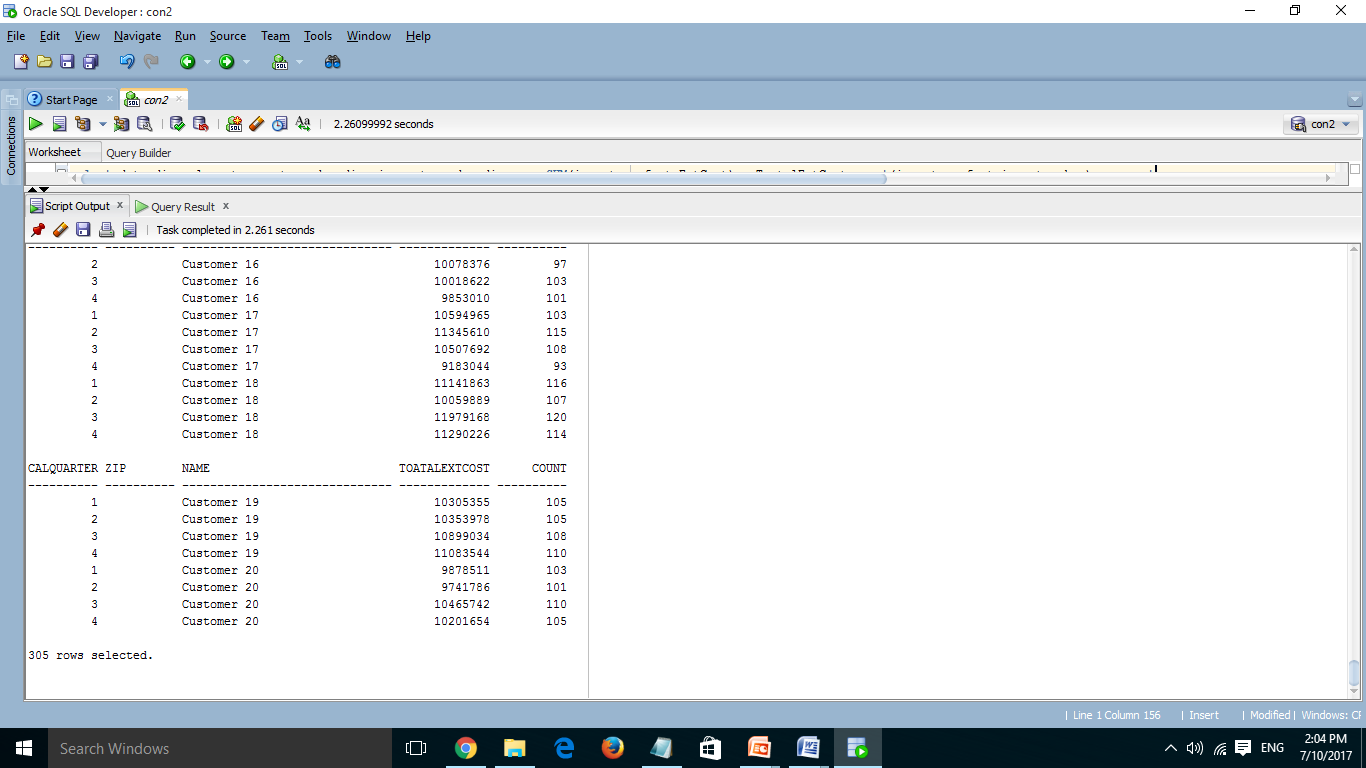 Oracle SQL Developer : con2
File Edit View Navigate Run Source Team Tools Window Help
Start Page con2
2.26099992 seconds con2
Connections
Worksheet Query Builder
Script Output Query Result
Task completed in 2.261 seconds
---------- ---------- ------------------------------ ------------- ----------
2 Customer 16 10078376 97
3 Customer 16 10018622 103
4 Customer 16 9853010 101
1 Customer 17 10594965 103
2 Customer 17 11345610 115
3 Customer 17 10507692 108
4 Customer 17 9183044 93
1 Customer 18 11141863 116
2 Customer 18 10059889 107
3 Customer 18 11979168 120
4 Customer 18 11290226 114
CALQUARTER ZIP NAME TOATALEXTCOST COUNT
---------- ---------- ------------------------------ ------------- ----------
1 Customer 19 10305355 105
2 Customer 19 10353978 105
3 Customer 19 10899034 108
4 Customer 19 11083544 110
1 Customer 20 9878511 103
2 Customer 20 9741786 101
3 Customer 20 10465742 110
4 Customer 20 10201654 105
305 rows selected.
| Line 1 Column 156 | Insert | Modified | Windows: CF
Search Windows
ENG
2:04 PM
7/10/2017